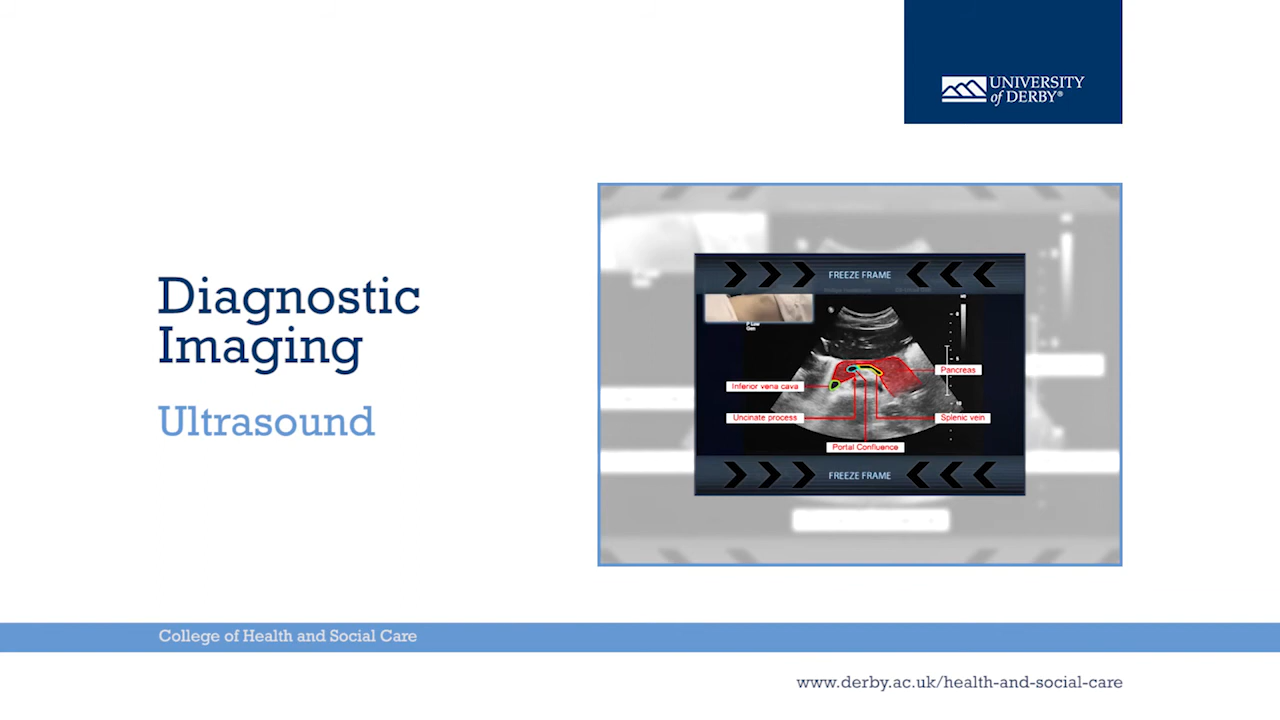 UNIVERSITY
of DERBY®
Diagnostic
Imaging
Ultrasound
FREEZE FRAME
Pancreas
Inferior vena cava
Uncinate process
Splenic vein
Portal Confluence
FREEZE FRAME
College of Health and Social Care
www.derby.ac.uk/health-and-social-care